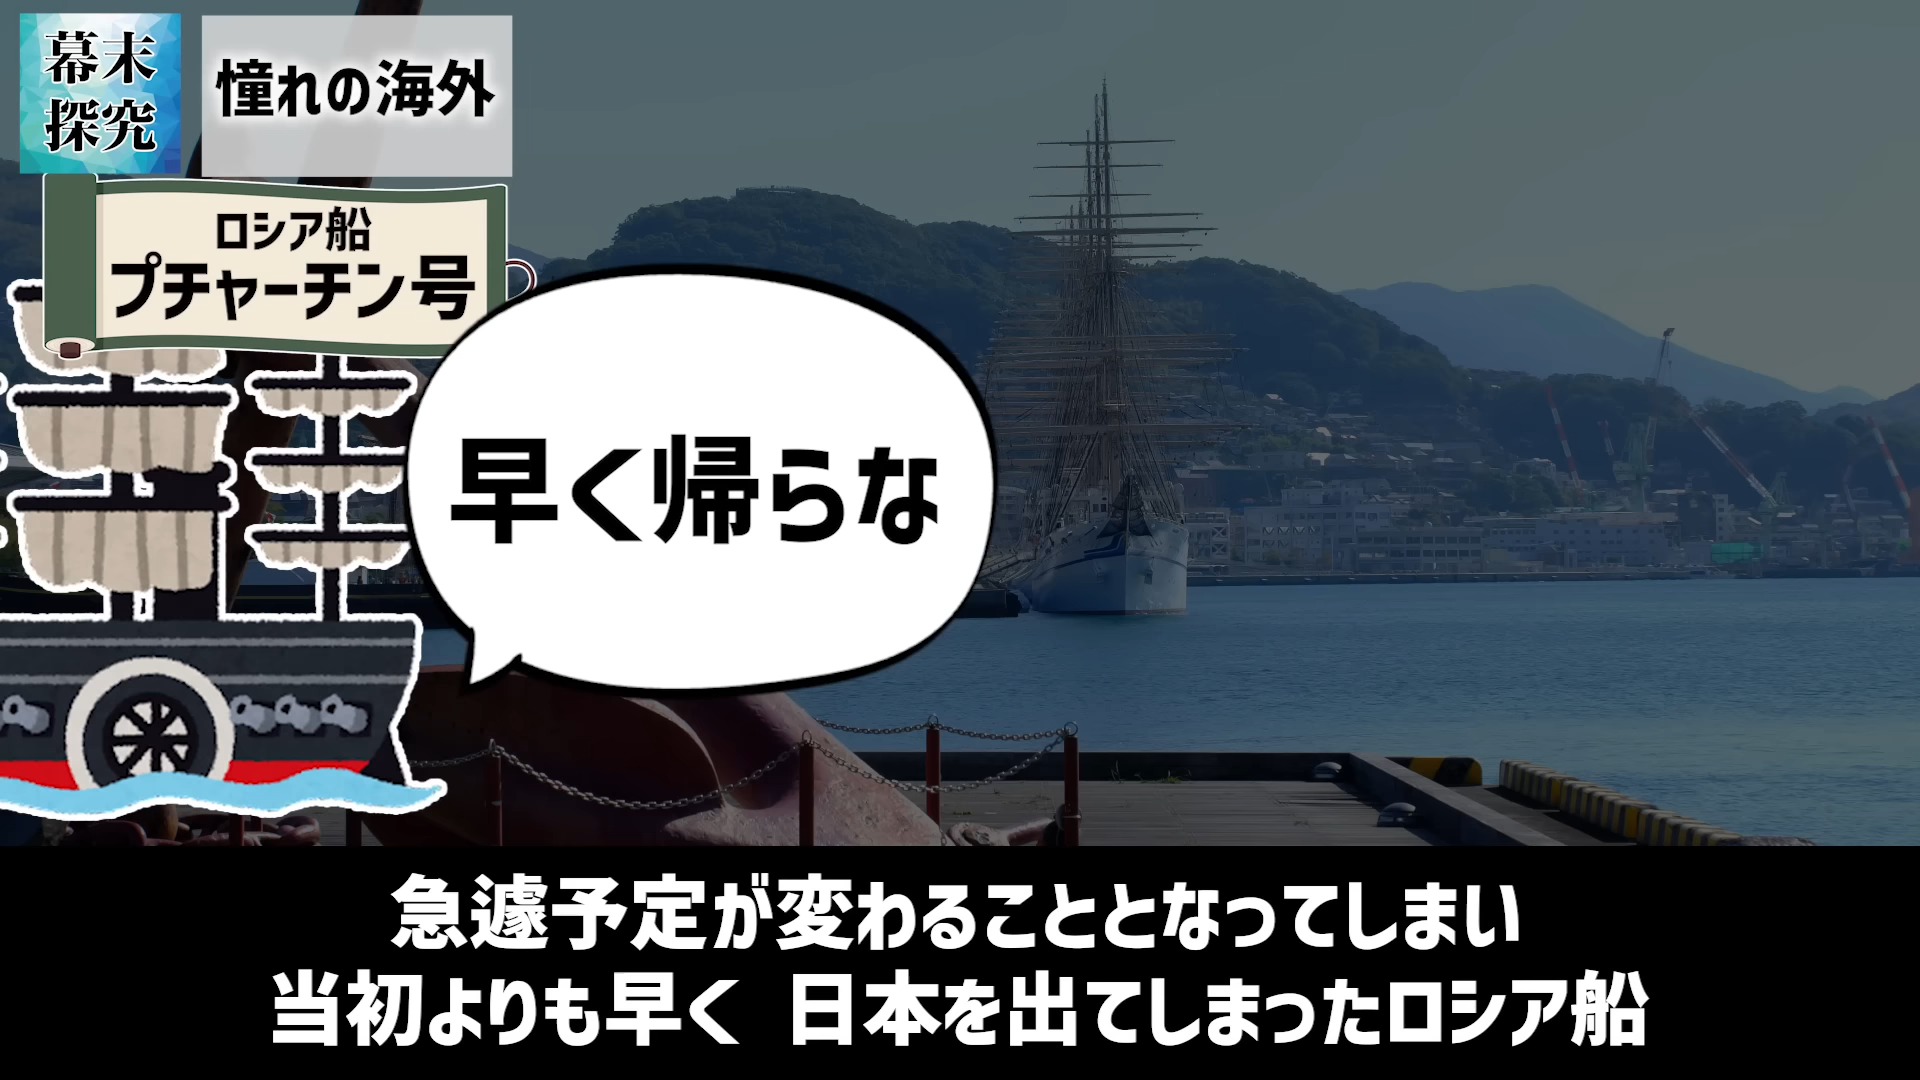 幕末
探究
憧れの海外
ロシア船
プチャーチン号
早く帰らな
急遽予定が変わることとなってしまい
当初よりも早く 日本を出てしまったロシア船